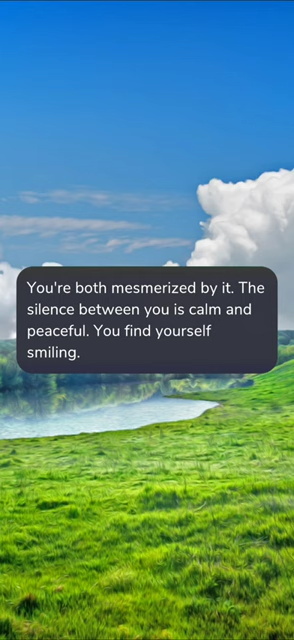 You're both mesmerized by it. The
silence between you is calm and
peaceful. You find yourself
smiling.